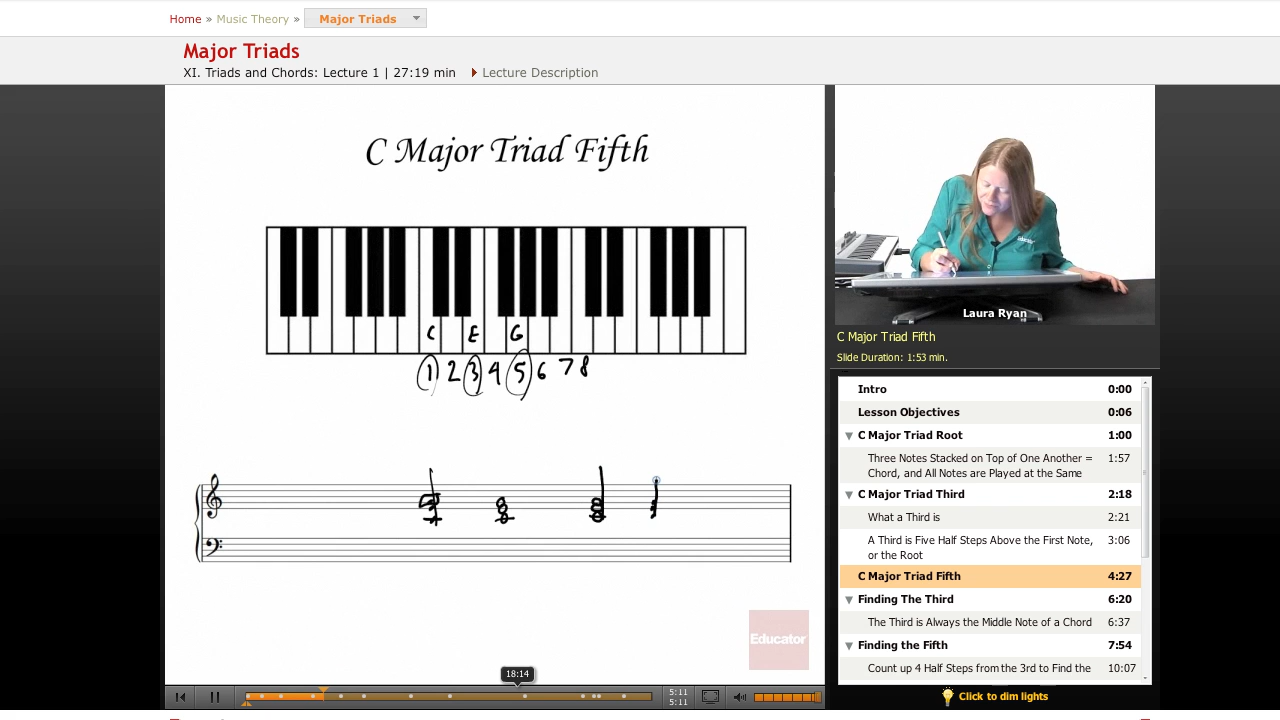 Home » Music Theory » Major Triads
Major Triads
XI. Triads and Chords: Lecture 1 | 27:19 min Lecture Description
C Major Triad Fifth
C E G
1 2 3 4 5 6 7 8
Educator
18:14
5:11
5:11
Laura Ryan
C Major Triad Fifth
Slide Duration: 1:53 min.
Intro 0:00
Lesson Objectives 0:06
C Major Triad Root 1:00
Three Notes Stacked on Top of One Another = 1:57
Chord, and All Notes are Played at the Same
C Major Triad Third 2:18
What a Third is 2:21
A Third is Five Half Steps Above the First Note, 3:06
or the Root
C Major Triad Fifth 4:27
Finding The Third 6:20
The Third is Always the Middle Note of a Chord 6:37
Finding the Fifth 7:54
Count up 4 Half Steps from the 3rd to Find the 10:07
Click to dim lights